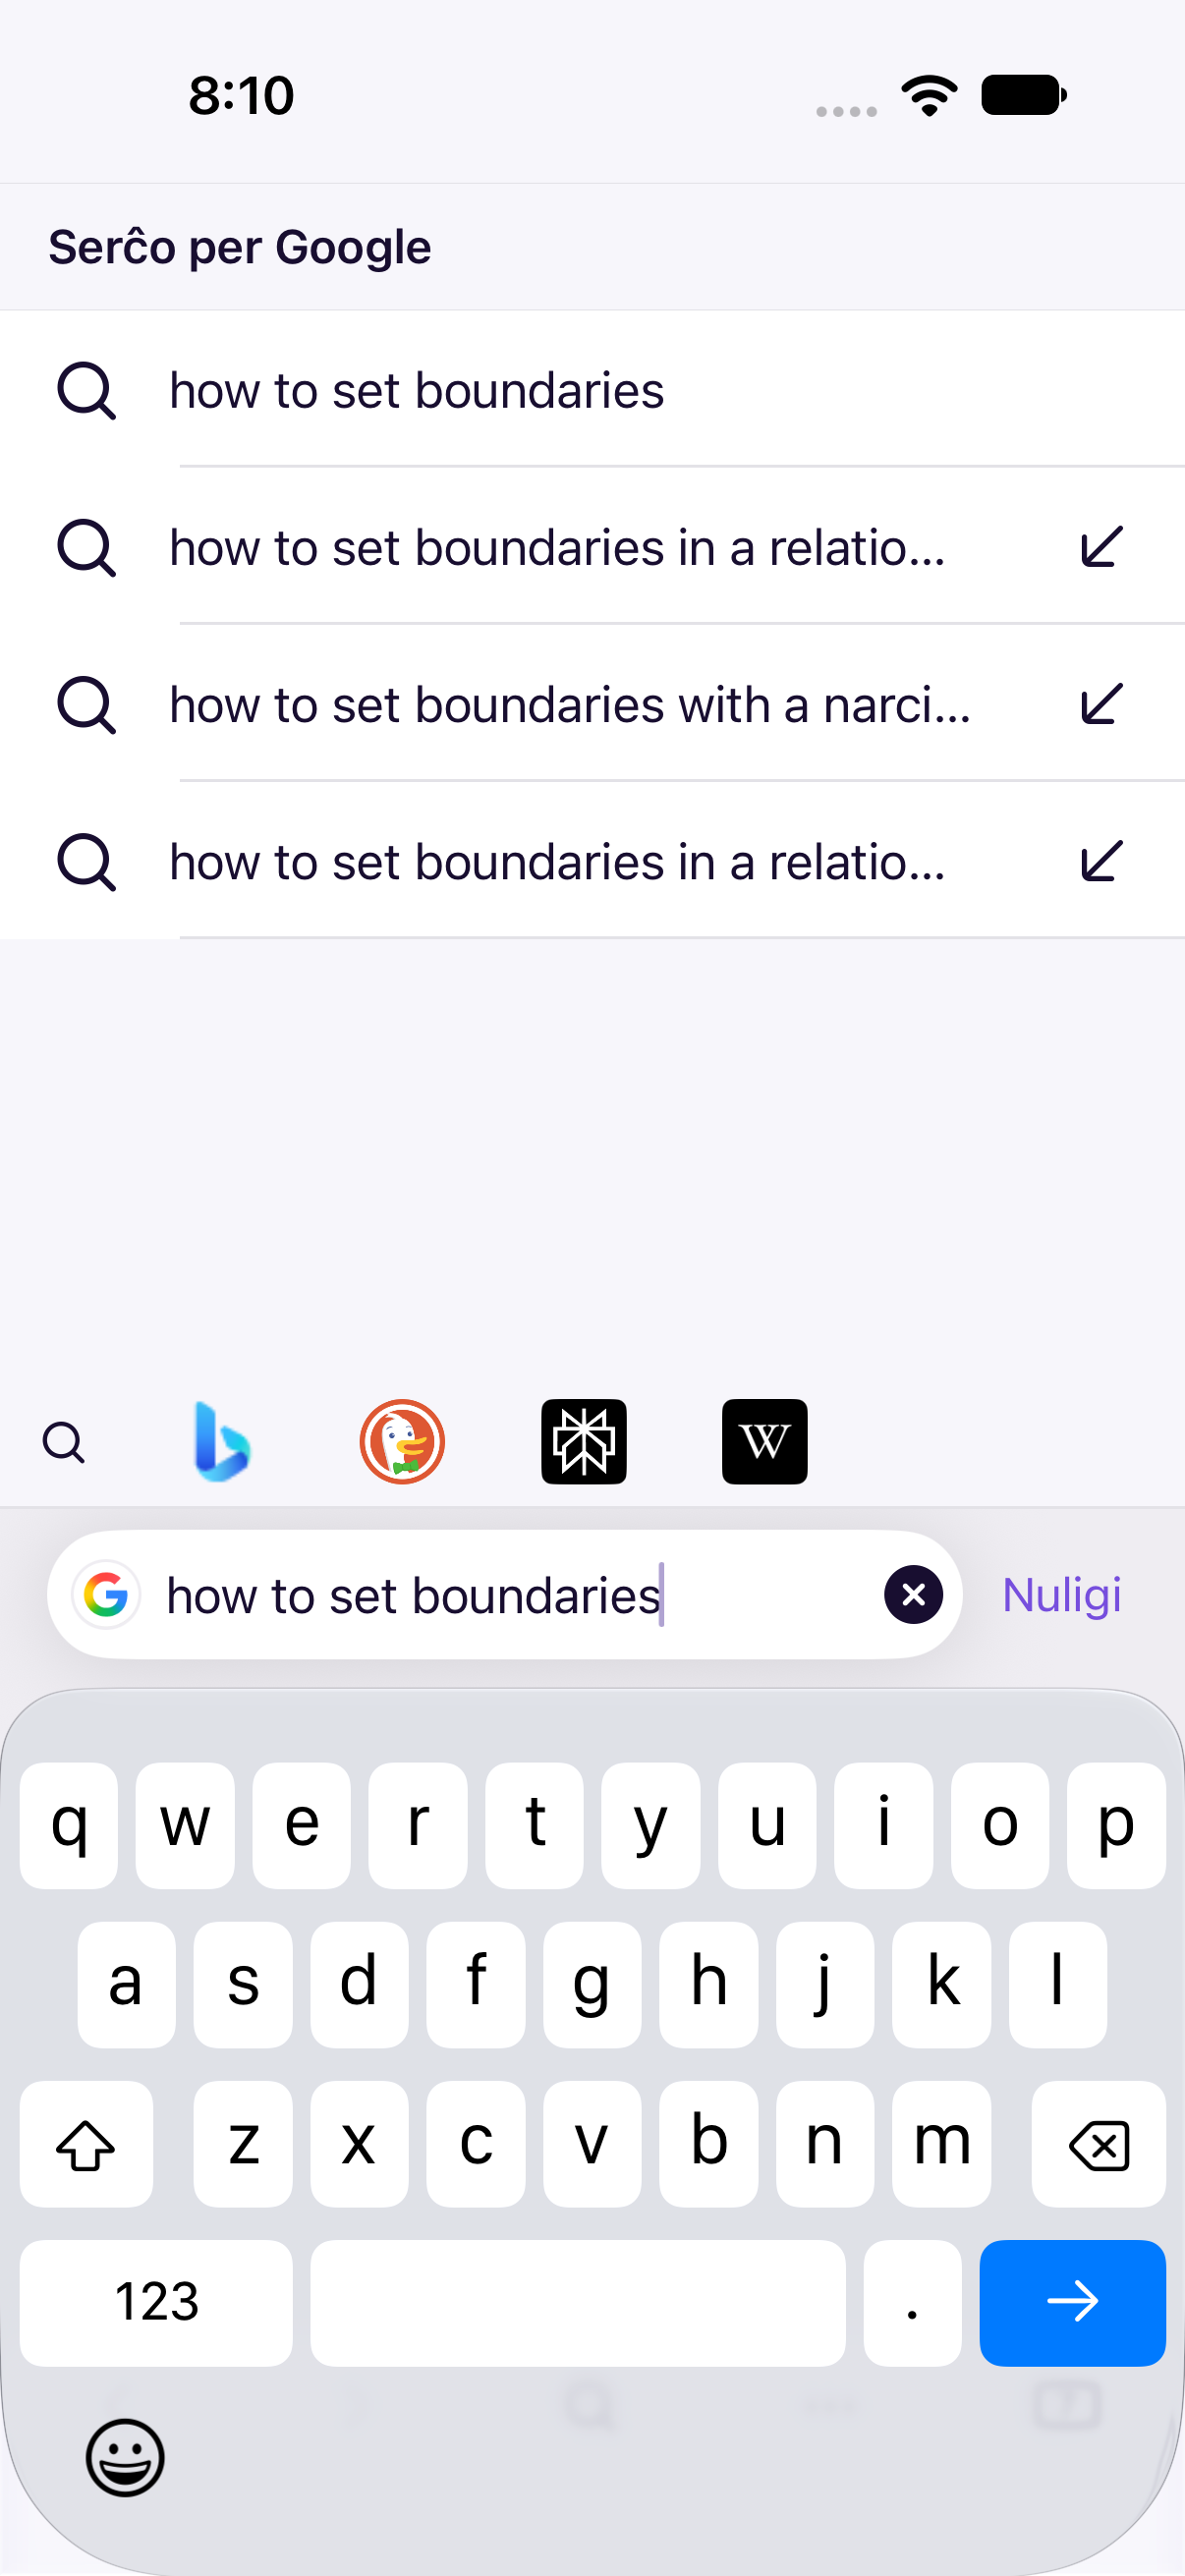 8:10
Serĉo per Google
how to set boundaries
how to set boundaries in a relatio...
how to set boundaries with a narci...
how to set boundaries in a relatio...
W
how to set boundaries
Nuligi
q w e r t y u i o p
a s d f g h j k l
z x c v b n m
123
.